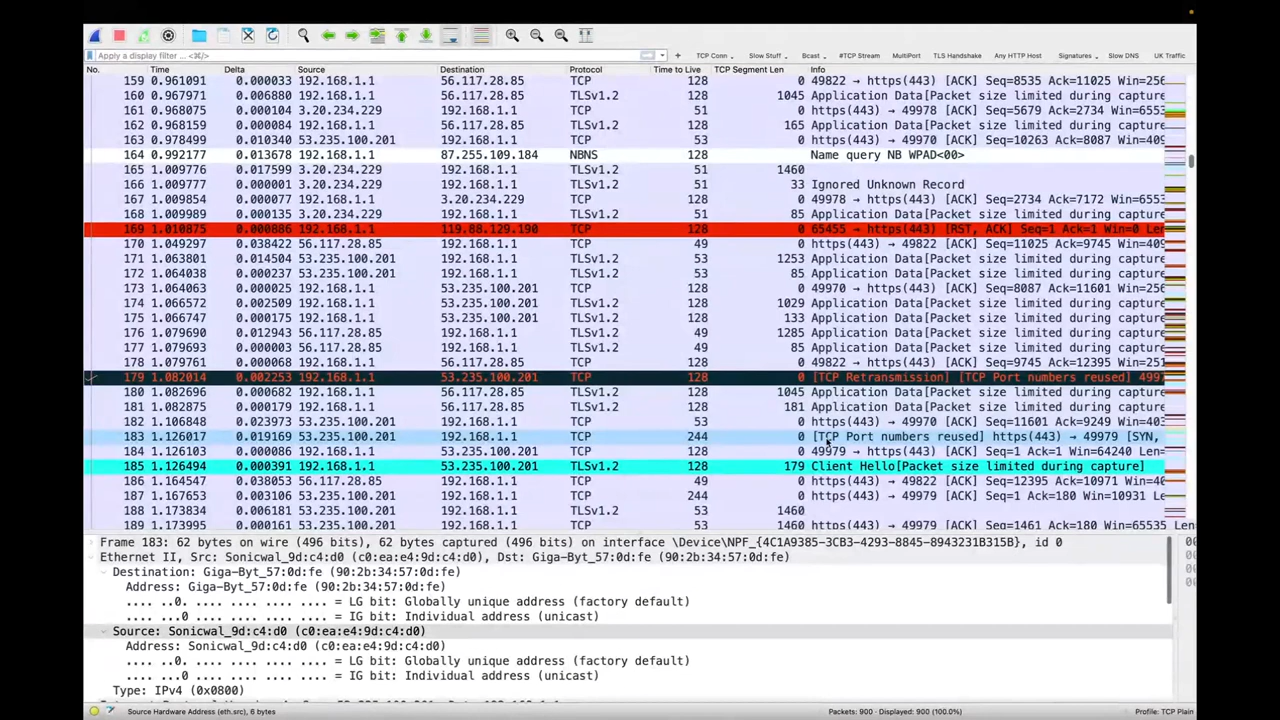 Apply a display filter ... <⌘/>
+ TCP Conn Slow Stuff Bcast #TCP Stream MultiPort TLS Handshake Any HTTP Host Signatures Slow DNS UK Traffic
No. Time Delta Source Destination Protocol Time to Live TCP Segment Len Info
159 0.961091 0.000033 192.168.1.1 56.117.28.85 TCP 128 0 49822 → https(443) [ACK] Seq=8535 Ack=11025 Win=256
160 0.967971 0.006880 192.168.1.1 56.117.28.85 TLSv1.2 128 1045 Application Data[Packet size limited during capture
161 0.968075 0.000104 3.20.234.229 192.168.1.1 TCP 51 0 https(443) → 49978 [ACK] Seq=5679 Ack=2734 Win=6553
162 0.968159 0.000084 192.168.1.1 56.117.28.85 TLSv1.2 128 165 Application Data[Packet size limited during capture
163 0.978499 0.010340 53.235.100.201 192.168.1.1 TCP 53 0 https(443) → 49970 [ACK] Seq=10263 Ack=8087 Win=409
164 0.992177 0.013678 192.168.1.1 87.255.109.184 NBNS 128 Name query NB WPAD<00>
165 1.009776 0.017599 3.20.234.229 192.168.1.1 TLSv1.2 51 1460
166 1.009777 0.000001 3.20.234.229 192.168.1.1 TLSv1.2 51 33 Ignored Unknown Record
167 1.009854 0.000077 192.168.1.1 3.20.234.229 TCP 128 0 49978 → https(443) [ACK] Seq=2734 Ack=7172 Win=6553
168 1.009989 0.000135 3.20.234.229 192.168.1.1 TLSv1.2 51 85 Application Data[Packet size limited during capture
169 1.010875 0.000886 192.168.1.1 119.88.129.190 TCP 128 0 65455 → https(443) [RST, ACK] Seq=1 Ack=1 Win=0 Len
170 1.049297 0.038422 56.117.28.85 192.168.1.1 TCP 49 0 https(443) → 49822 [ACK] Seq=11025 Ack=9745 Win=409
171 1.063801 0.014504 53.235.100.201 192.168.1.1 TLSv1.2 53 1253 Application Data[Packet size limited during capture
172 1.064038 0.000237 53.235.100.201 192.168.1.1 TLSv1.2 53 85 Application Data[Packet size limited during capture
173 1.064063 0.000025 192.168.1.1 53.235.100.201 TCP 128 0 49970 → https(443) [ACK] Seq=8087 Ack=11601 Win=256
174 1.066572 0.002509 192.168.1.1 53.235.100.201 TLSv1.2 128 1029 Application Data[Packet size limited during capture
175 1.066747 0.000175 192.168.1.1 53.235.100.201 TLSv1.2 128 133 Application Data[Packet size limited during capture
176 1.079690 0.012943 56.117.28.85 192.168.1.1 TLSv1.2 49 1285 Application Data[Packet size limited during capture
177 1.079693 0.000003 56.117.28.85 192.168.1.1 TLSv1.2 49 85 Application Data[Packet size limited during capture
178 1.079761 0.000068 192.168.1.1 56.117.28.85 TCP 128 0 49822 → https(443) [ACK] Seq=9745 Ack=12395 Win=251
179 1.082014 0.002253 192.168.1.1 53.235.100.201 TCP 128 0 [TCP Retransmission] [TCP Port numbers reused] 4997
180 1.082696 0.000682 192.168.1.1 56.117.28.85 TLSv1.2 128 1045 Application Data[Packet size limited during capture
181 1.082875 0.000179 192.168.1.1 56.117.28.85 TLSv1.2 128 181 Application Data[Packet size limited during capture
182 1.106848 0.023973 53.235.100.201 192.168.1.1 TCP 53 0 https(443) → 49970 [ACK] Seq=11601 Ack=9249 Win=403
183 1.126017 0.019169 53.235.100.201 192.168.1.1 TCP 244 0 [TCP Port numbers reused] https(443) → 49979 [SYN,
184 1.126103 0.000086 192.168.1.1 53.235.100.201 TCP 128 0 49979 → https(443) [ACK] Seq=1 Ack=1 Win=64240 Len=
185 1.126494 0.000391 192.168.1.1 53.235.100.201 TLSv1.2 128 179 Client Hello[Packet size limited during capture]
186 1.164547 0.038053 56.117.28.85 192.168.1.1 TCP 49 0 https(443) → 49822 [ACK] Seq=12395 Ack=10971 Win=40
187 1.167653 0.003106 53.235.100.201 192.168.1.1 TCP 244 0 https(443) → 49979 [ACK] Seq=1 Ack=180 Win=10931 Le
188 1.173834 0.006181 53.235.100.201 192.168.1.1 TLSv1.2 53 1460
189 1.173995 0.000161 53.235.100.201 192.168.1.1 TCP 53 1460 https(443) → 49979 [ACK] Seq=1461 Ack=180 Win=65535 Len
Frame 183: 62 bytes on wire (496 bits), 62 bytes captured (496 bits) on interface \Device\NPF_{4C1A9385-3CB3-4293-8845-8943231B315B}, id 0
Ethernet II, Src: Sonicwal_9d:c4:d0 (c0:ea:e4:9d:c4:d0), Dst: Giga-Byt_57:0d:fe (90:2b:34:57:0d:fe)
Destination: Giga-Byt_57:0d:fe (90:2b:34:57:0d:fe)
Address: Giga-Byt_57:0d:fe (90:2b:34:57:0d:fe)
.... ..0. .... .... .... .... = LG bit: Globally unique address (factory default)
.... ...0 .... .... .... .... = IG bit: Individual address (unicast)
Source: Sonicwal_9d:c4:d0 (c0:ea:e4:9d:c4:d0)
Address: Sonicwal_9d:c4:d0 (c0:ea:e4:9d:c4:d0)
.... ..0. .... .... .... .... = LG bit: Globally unique address (factory default)
.... ...0 .... .... .... .... = IG bit: Individual address (unicast)
Type: IPv4 (0x0800)
Source Hardware Address (eth.src), 6 bytes Packets: 900 · Displayed: 900 (100.0%) Profile: TCP Plain